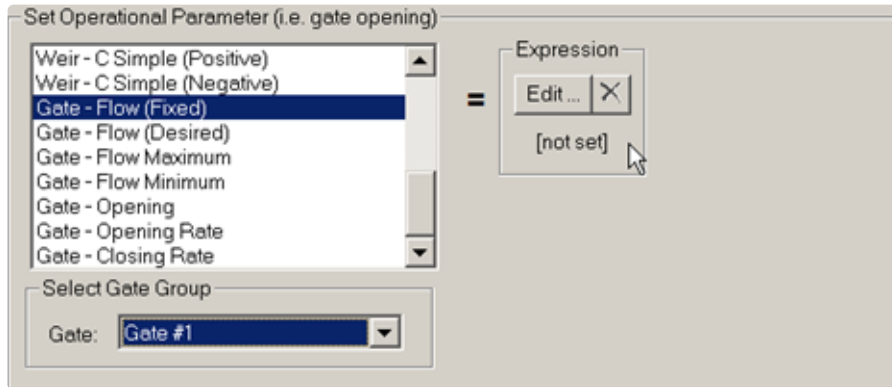 Set Operational Parameter (i.e. gate opening)
Weir - C Simple (Positive)
Weir - C Simple (Negative)
Gate - Flow (Fixed)
Gate - Flow (Desired)
Gate - Flow Maximum
Gate - Flow Minimum
Gate - Opening
Gate - Opening Rate
Gate - Closing Rate
=
Expression
Edit ...
[not set]
Select Gate Group
Gate: Gate #1